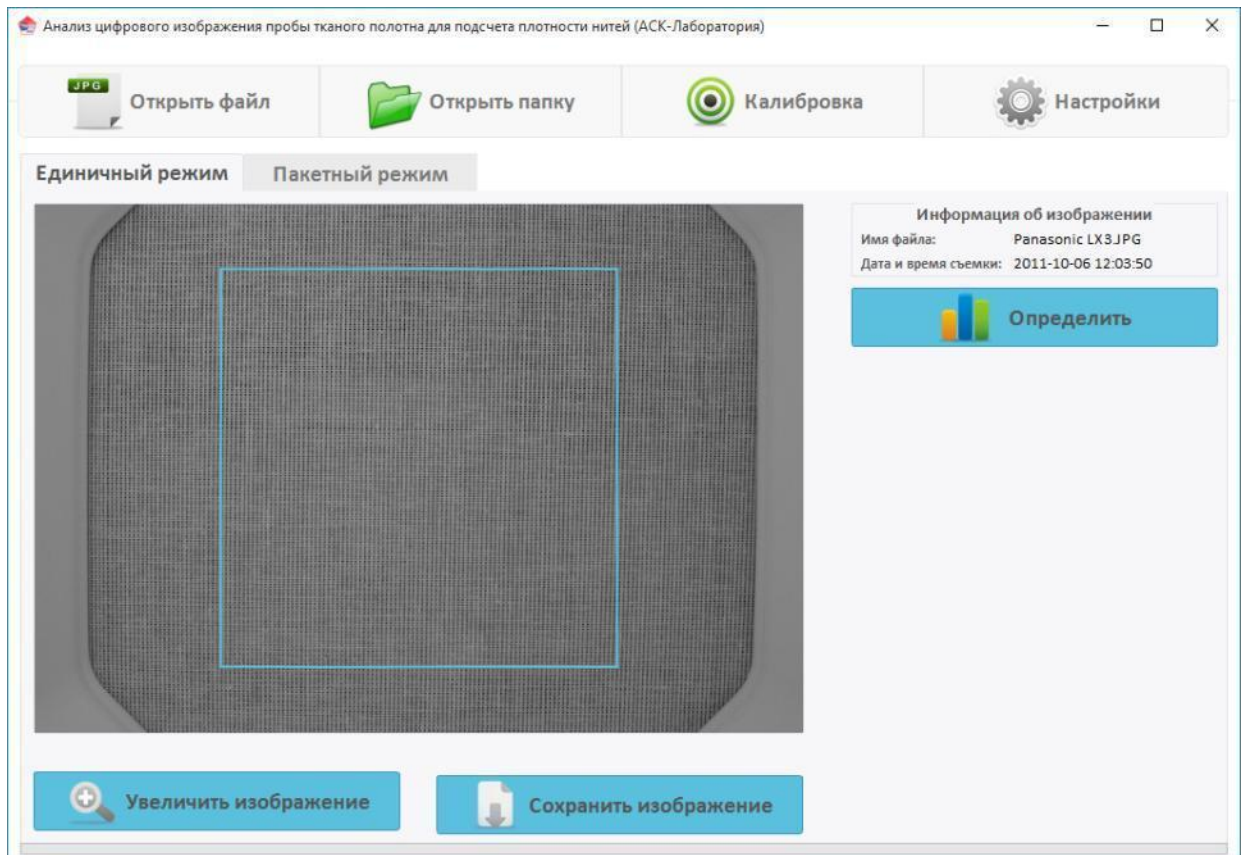 Анализ цифрового изображения пробы тканого полотна для подсчета плотности нитей (АСК-Лаборатория)
JPG
Открыть файл
Открыть папку
Калибровка
Настройки
Единичный режим
Пакетный режим
Информация об изображении
Имя файла: Panasonic LX3.JPG
Дата и время съемки: 2011-10-06 12:03:50
Определить
Увеличить изображение
Сохранить изображение